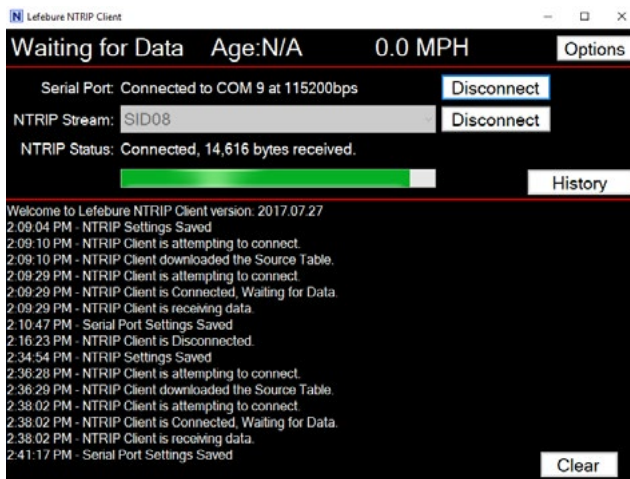 Lefebure NTRIP Client
Waiting for Data Age:N/A 0.0 MPH Options
Serial Port: Connected to COM 9 at 115200bps Disconnect
NTRIP Stream: SID08 Disconnect
NTRIP Status: Connected, 14,616 bytes received.
History
Welcome to Lefebure NTRIP Client version: 2017.07.27
2:09:04 PM - NTRIP Settings Saved
2:09:10 PM - NTRIP Client is attempting to connect.
2:09:10 PM - NTRIP Client downloaded the Source Table.
2:09:29 PM - NTRIP Client is attempting to connect.
2:09:29 PM - NTRIP Client is Connected, Waiting for Data.
2:09:29 PM - NTRIP Client is receiving data.
2:10:47 PM - Serial Port Settings Saved
2:16:23 PM - NTRIP Client is Disconnected.
2:34:54 PM - NTRIP Settings Saved
2:36:28 PM - NTRIP Client is attempting to connect.
2:36:29 PM - NTRIP Client downloaded the Source Table.
2:38:02 PM - NTRIP Client is attempting to connect.
2:38:02 PM - NTRIP Client is Connected, Waiting for Data.
2:38:02 PM - NTRIP Client is receiving data.
2:41:17 PM - Serial Port Settings Saved
Clear